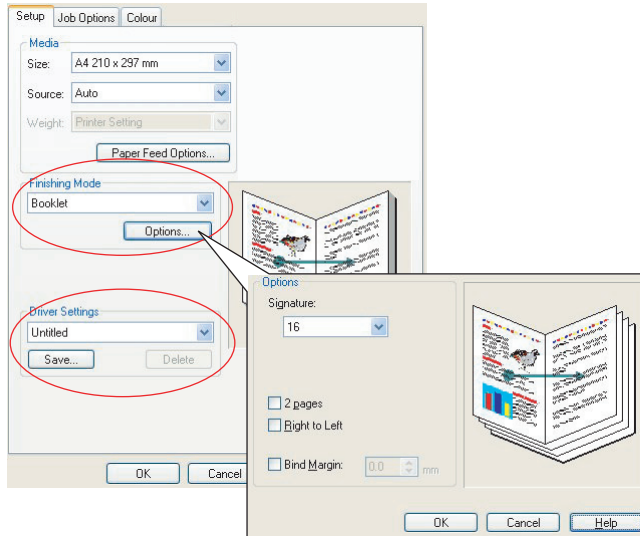 Setup Job Options Colour
Media
Size: A4 210 x 297 mm
Source: Auto
Weight: Printer Setting
Paper Feed Options...
Finishing Mode
Booklet
Options...
Driver Settings
Untitled
Save... Delete
OK Cancel
Options
Signature:
16
2 pages
Right to Left
Bind Margin: 0.0 mm
OK Cancel Help